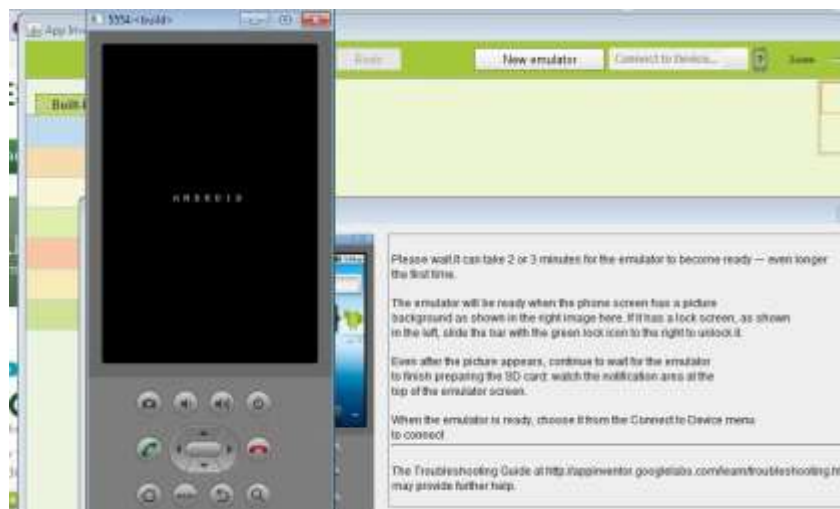 5554:<build>
App Inv
New emulator
Connect to Device...
?
Built-
ANDROID
Please wait.It can take 2 or 3 minutes for the emulator to become ready — even longer
the first time.
The emulator will be ready when the phone screen has a picture
background as shown in the right image here. If it has a lock screen, as shown
in the left, slide the bar with the green lock icon to the right to unlock it.
Even after the picture appears, continue to wait for the emulator
to finish preparing the SD card: watch the notification area at the
top of the emulator screen.
When the emulator is ready, choose it from the Connect to Device menu
to connect
The Troubleshooting Guide at http://appinventor.googlelabs.com/learn/troubleshooting.ht
may provide further help.
MENU